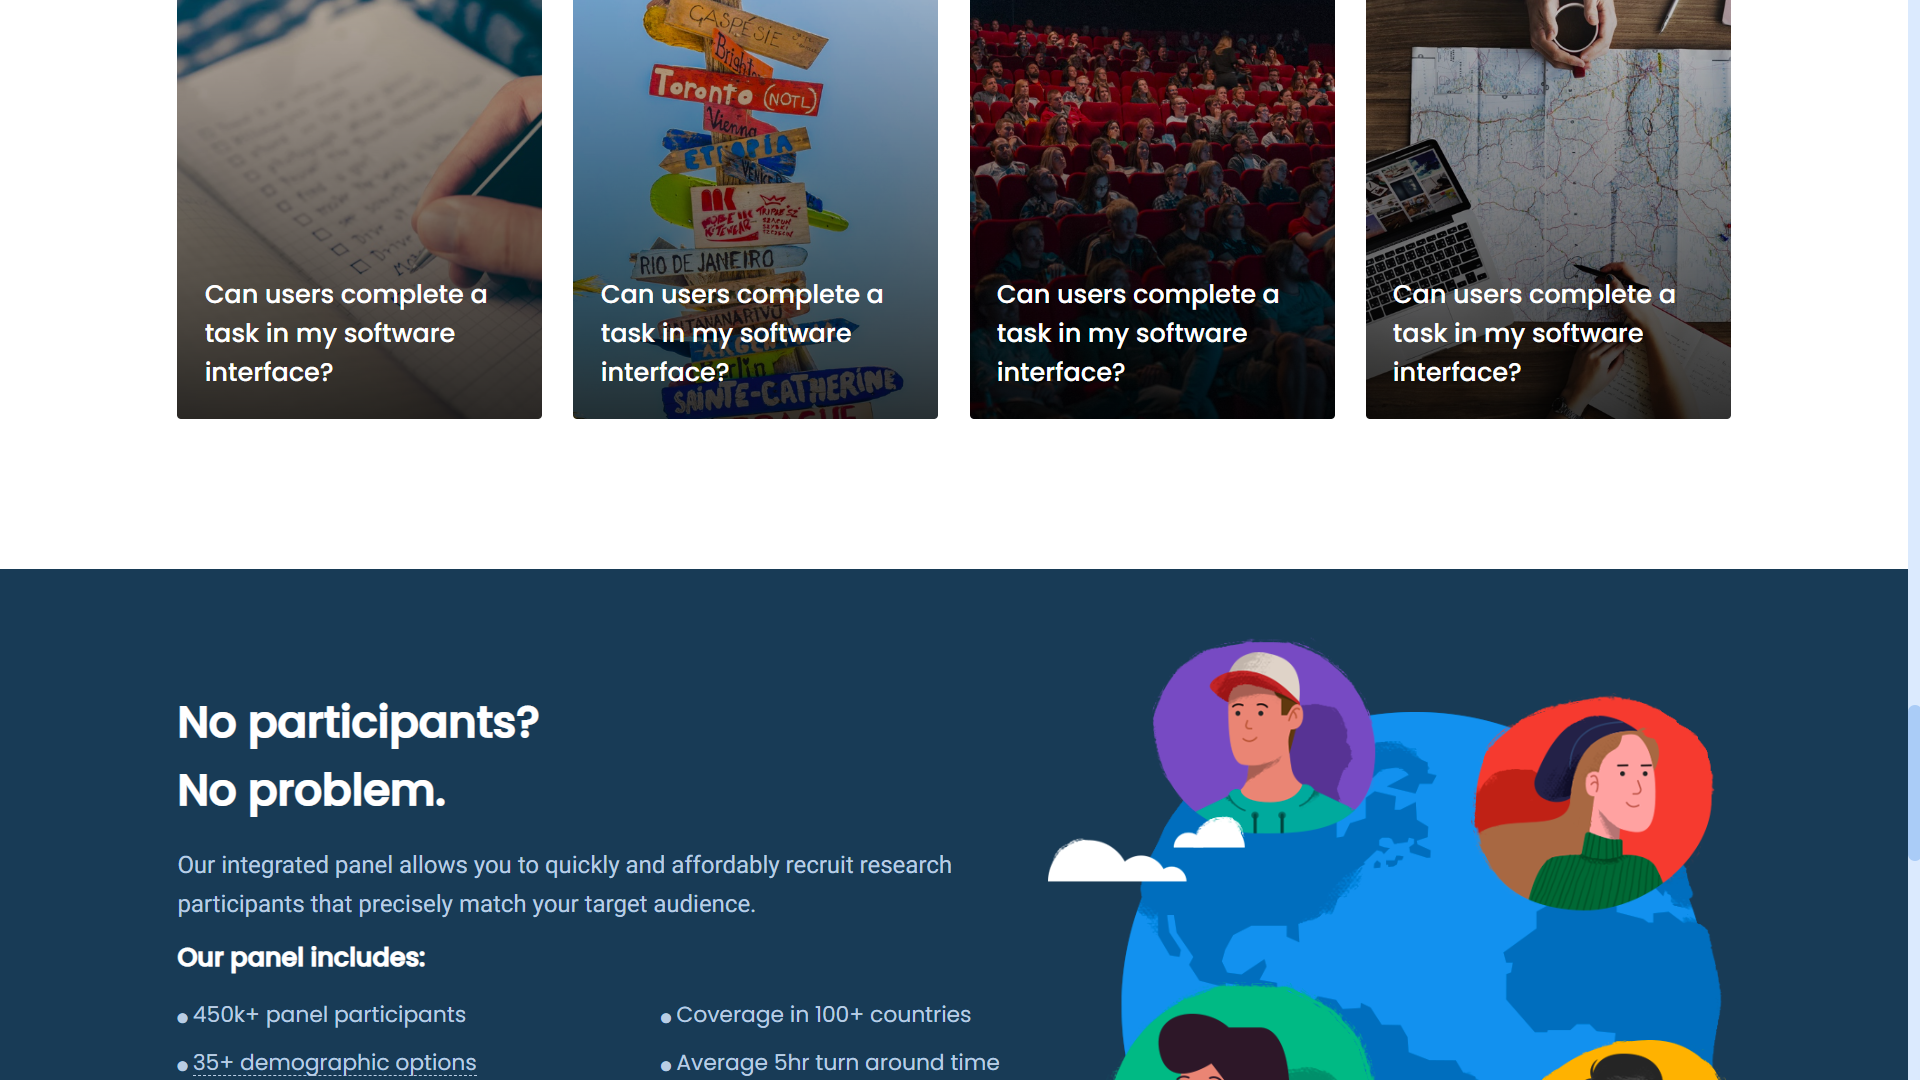 GASPÉSIE
Toronto (NOTL)
Vienna
ETIOPIA
RIO DE JANEIRO
SAINTE-CATHERINE
Can users complete a
task in my software
interface?
Can users complete a
task in my software
interface?
Can users complete a
task in my software
interface?
Can users complete a
task in my software
interface?
No participants?
No problem.
Our integrated panel allows you to quickly and affordably recruit research
participants that precisely match your target audience.
Our panel includes:
450k+ panel participants
Coverage in 100+ countries
35+ demographic options
Average 5hr turn around time